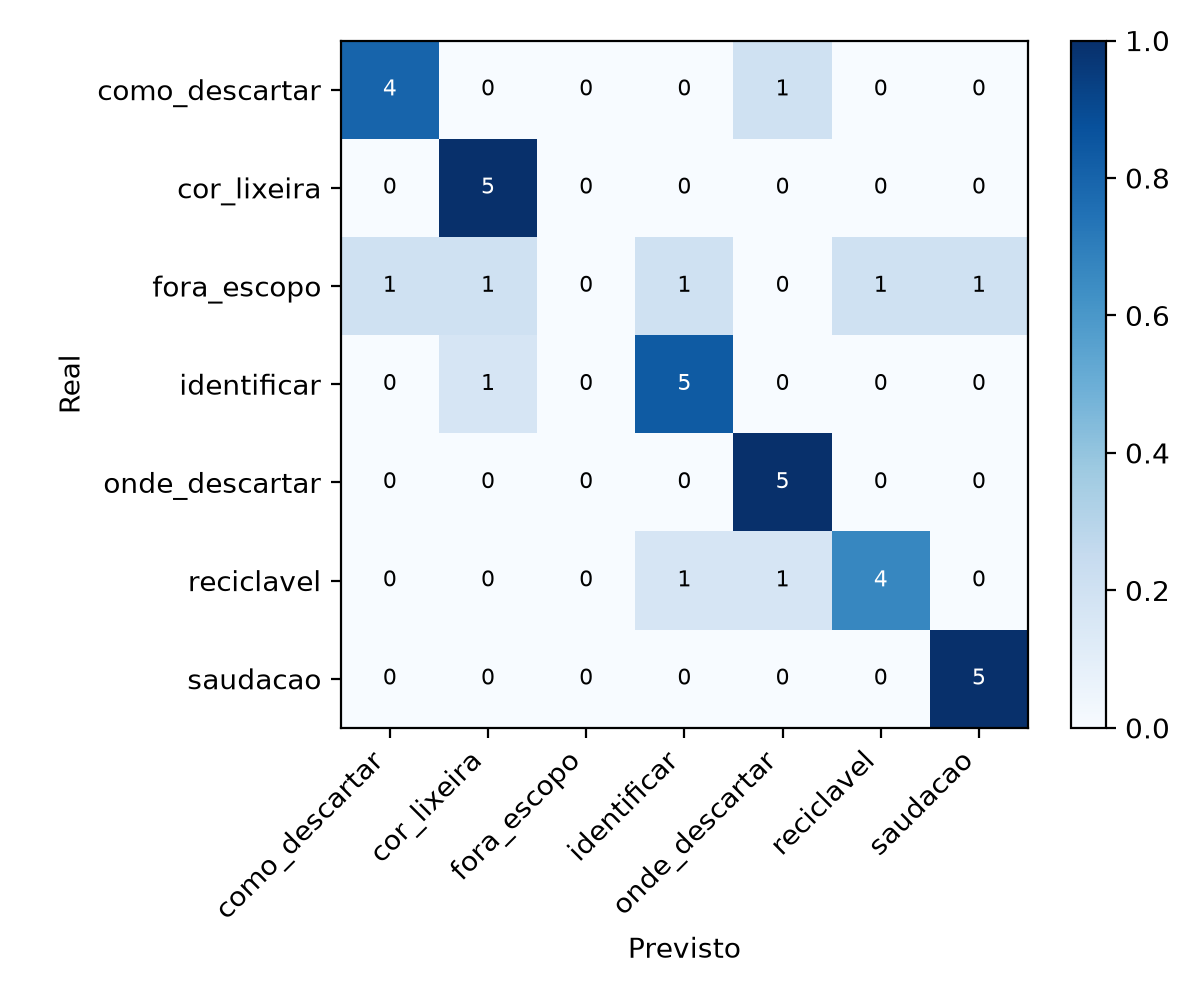 como_descartar 4 0 0 0 1 0 0
cor_lixeira 0 5 0 0 0 0 0
fora_escopo 1 1 0 1 0 1 1
identificar 0 1 0 5 0 0 0
onde_descartar 0 0 0 0 5 0 0
reciclavel 0 0 0 1 1 4 0
saudacao 0 0 0 0 0 0 5
Real
como_descartar
cor_lixeira
fora_escopo
identificar
onde_descartar
reciclavel
saudacao
Previsto
1.0
0.8
0.6
0.4
0.2
0.0